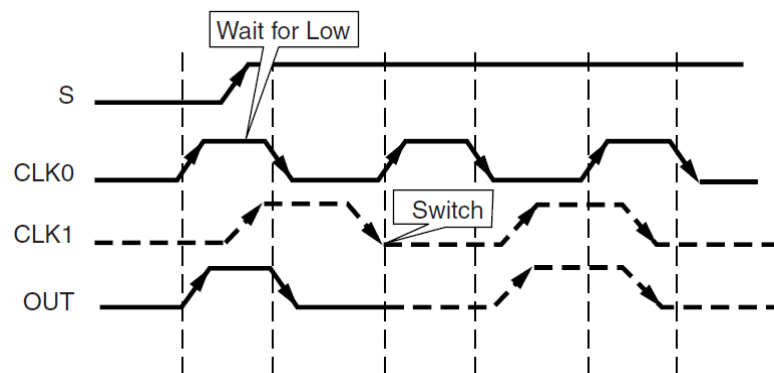 Wait for Low
S
CLK0
CLK1
Switch
OUT